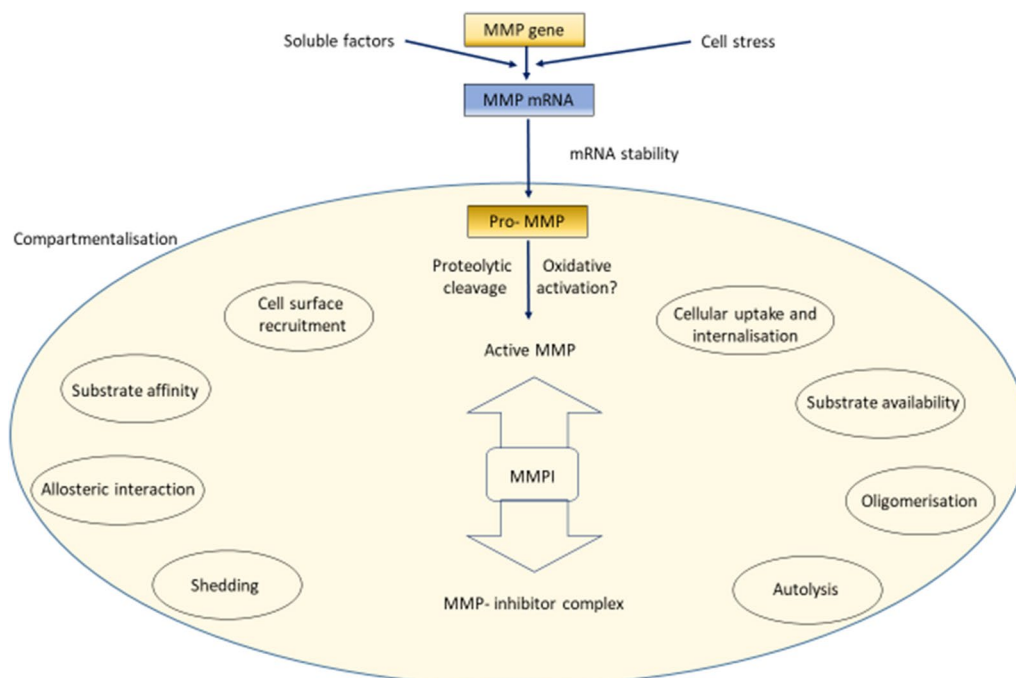 MMP gene
Soluble factors
Cell stress
MMP mRNA
mRNA stability
Pro- MMP
Compartmentalisation
Proteolytic
cleavage
Oxidative
activation?
Cell surface
recruitment
Cellular uptake and
internalisation
Active MMP
Substrate affinity
Substrate availability
MMPI
Allosteric interaction
Oligomerisation
Shedding
Autolysis
MMP- inhibitor complex